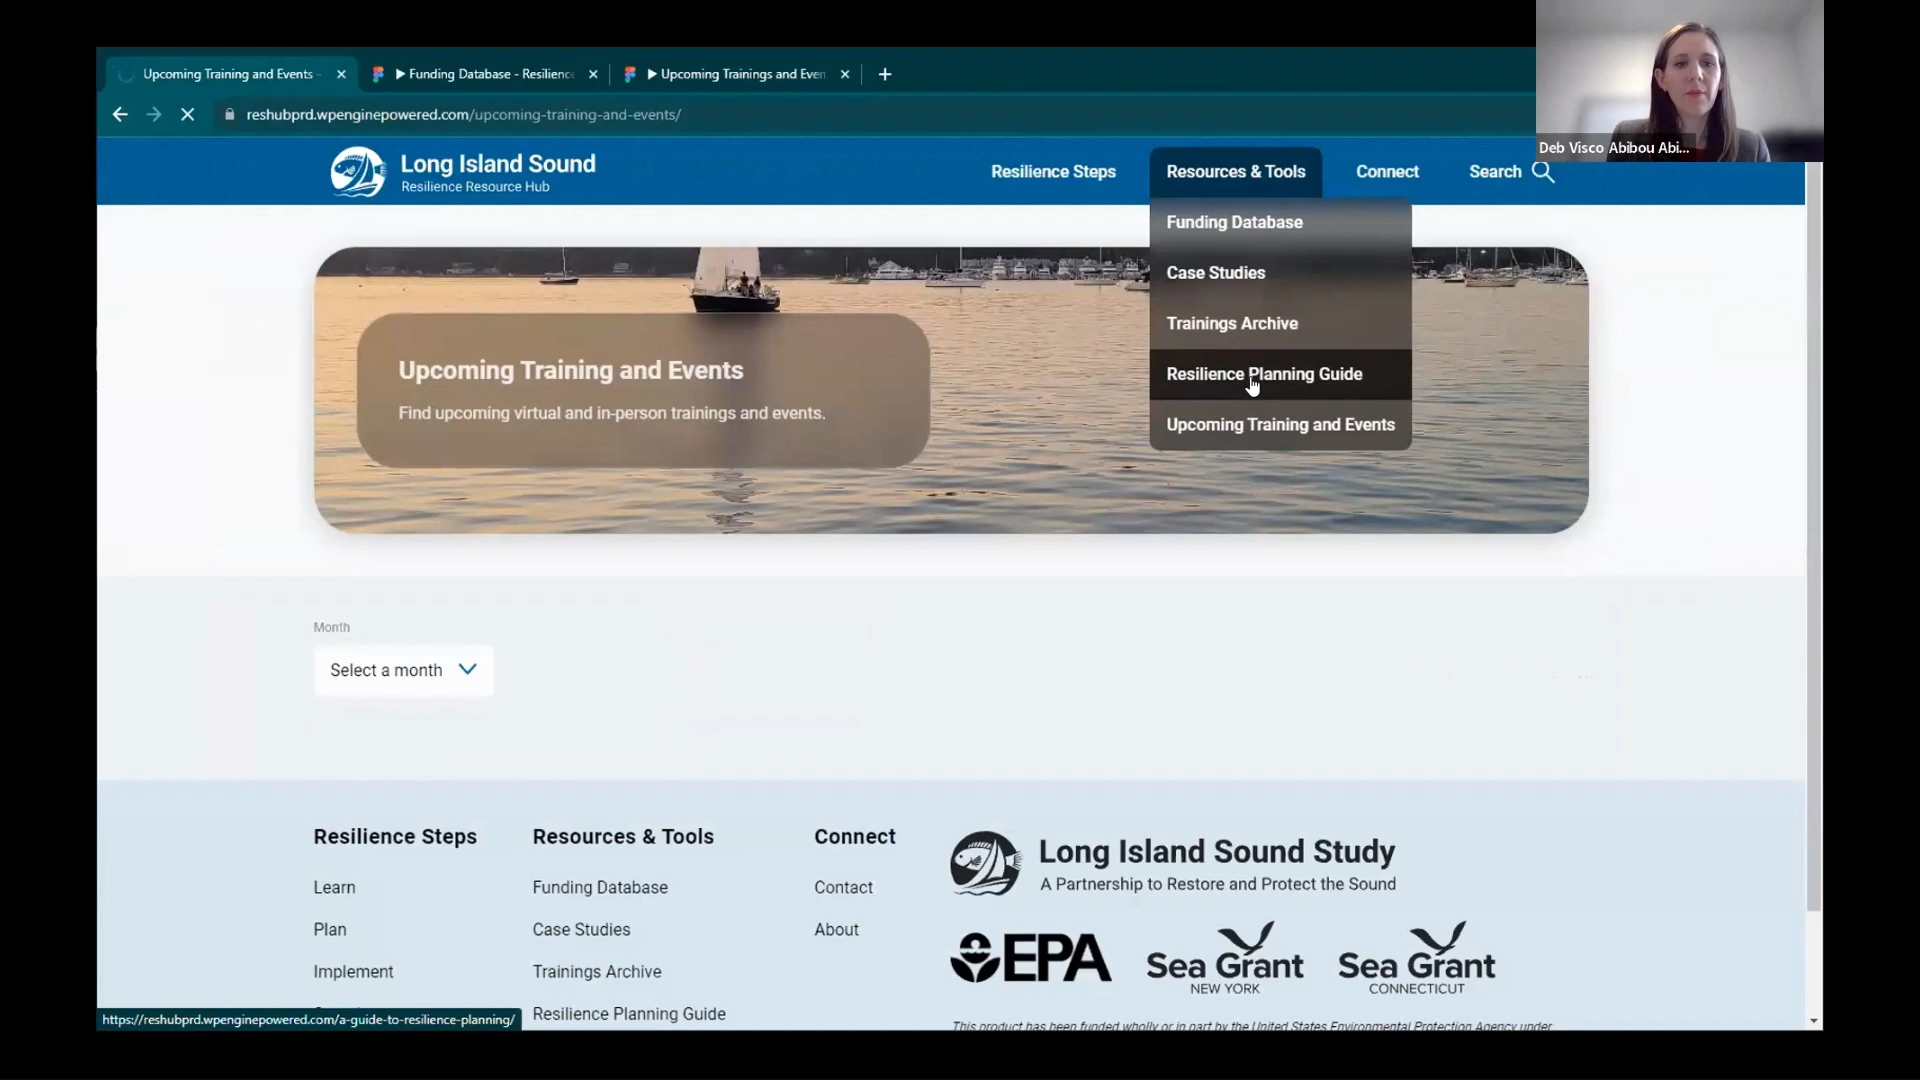 Upcoming Training and Events -
Funding Database - Resilience
Upcoming Trainings and Even
reshubprd.wpenginepowered.com/upcoming-training-and-events/
Deb Visco Abibou Abi...
Long Island Sound
Resilience Resource Hub
Resilience Steps
Resources & Tools
Connect
Search
Funding Database
Case Studies
Trainings Archive
Resilience Planning Guide
Upcoming Training and Events
Upcoming Training and Events
Find upcoming virtual and in-person trainings and events.
Month
Select a month
Resilience Steps
Learn
Plan
Implement
Resources & Tools
Funding Database
Case Studies
Trainings Archive
Resilience Planning Guide
Connect
Contact
About
Long Island Sound Study
A Partnership to Restore and Protect the Sound
EPA
Sea Grant
NEW YORK
Sea Grant
CONNECTICUT
This product has been funded wholly or in part by the United States Environmental Protection Agency under
https://reshubprd.wpenginepowered.com/a-guide-to-resilience-planning/